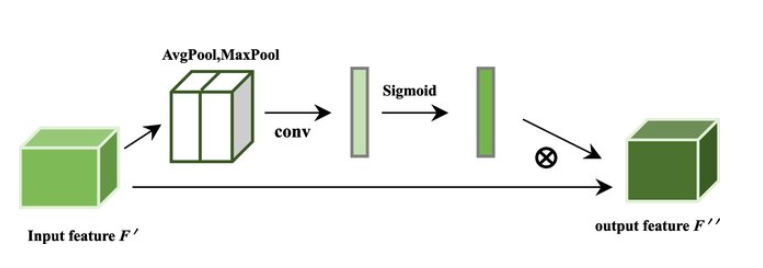 AvgPool,MaxPool
Sigmoid
conv
Input feature F ′
output feature F ′ ′